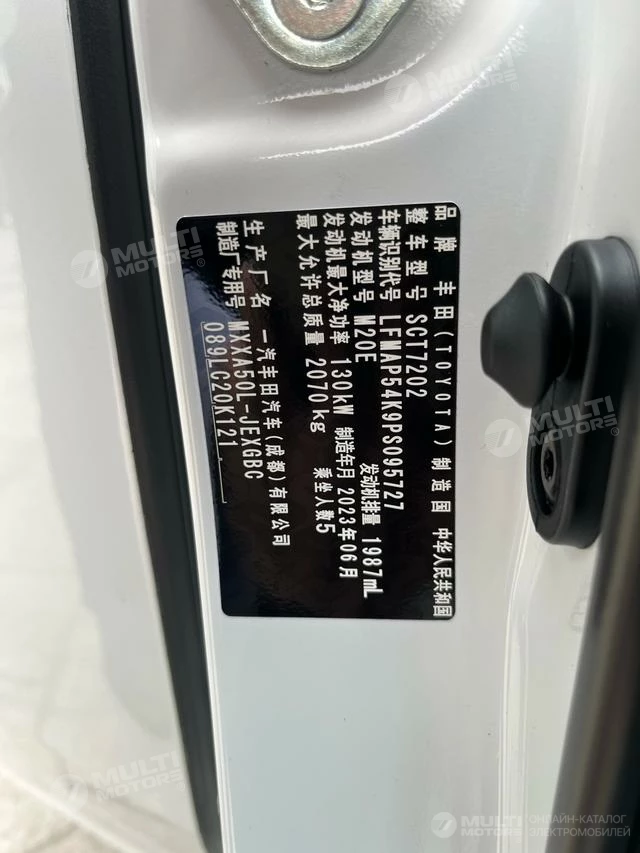 品牌 丰田(TOYOTA) 制造国 中华人民共和国
整车型号 SCT7202
车辆识别代号 LFMAP54K9PS095727
发动机型号 M20E 发动机排量 1987mL
发动机最大净功率 130kW 制造年月 2023年06月
最大允许总质量 2070kg 乘坐人数 5
生产厂名 一汽丰田汽车(成都)有限公司
制造厂专用号 MXXA50L-JEXGBC
089LC20K121
MULTI MOTORS
MULTI MOTORS
MULTI MOTORS
MULTI MOTORS
MULTI MOTORS
MULTI MOTORS
MULTI MOTORS
ОНЛАЙН-КАТАЛОГ
ЭЛЕКТРОМОБИЛЕЙ